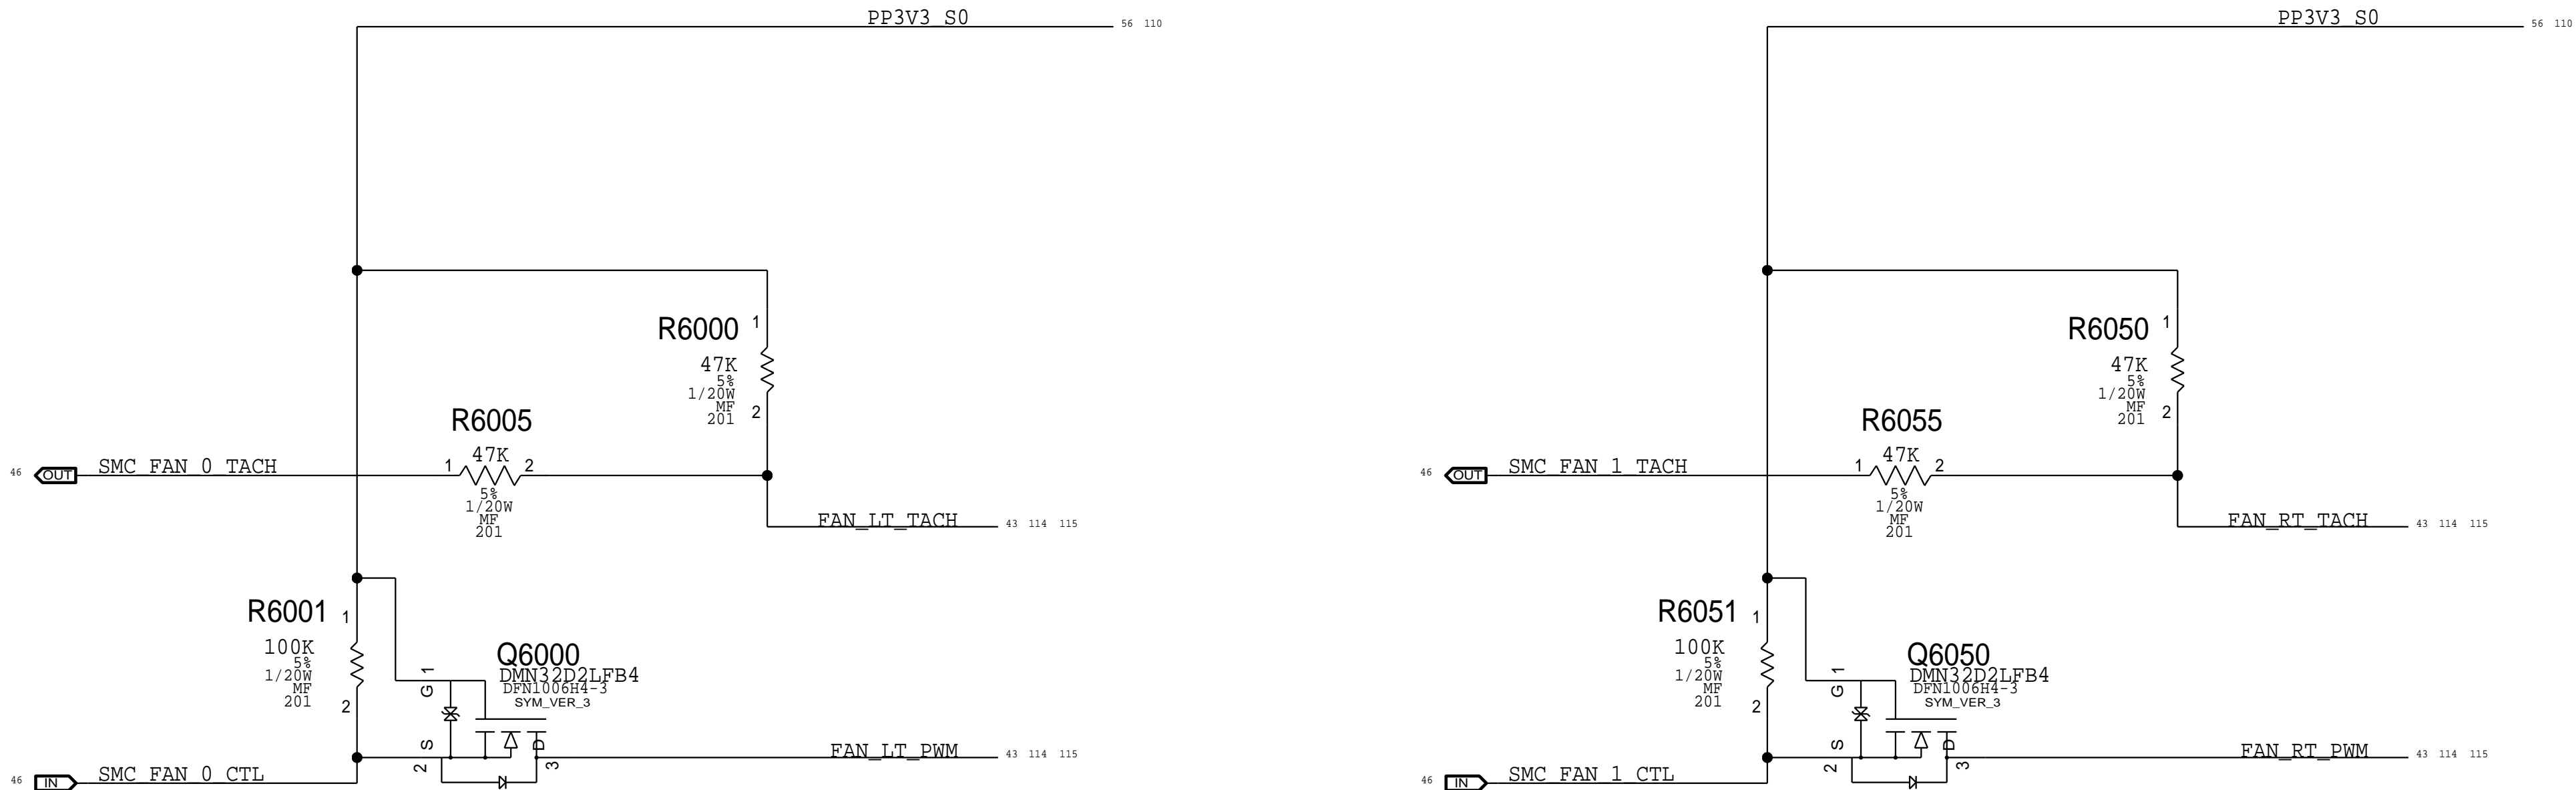 PP3V3_S0 56 110
R6000
1
47K
5%
1/20W
MF
201
2
R6005
47K
1 2
5%
1/20W
MF
201
46 OUT SMC_FAN_0_TACH
FAN_LT_TACH 43 114 115
R6001
1
100K
5%
1/20W
MF
201
2
Q6000
DMN32D2LFB4
DFN1006H4-3
SYM_VER_3
G 1
S 2
D 3
FAN_LT_PWM 43 114 115
46 IN SMC_FAN_0_CTL
PP3V3_S0 56 110
R6050
1
47K
5%
1/20W
MF
201
2
R6055
47K
1 2
5%
1/20W
MF
201
46 OUT SMC_FAN_1_TACH
FAN_RT_TACH 43 114 115
R6051
1
100K
5%
1/20W
MF
201
2
Q6050
DMN32D2LFB4
DFN1006H4-3
SYM_VER_3
G 1
S 2
D 3
FAN_RT_PWM 43 114 115
46 IN SMC_FAN_1_CTL